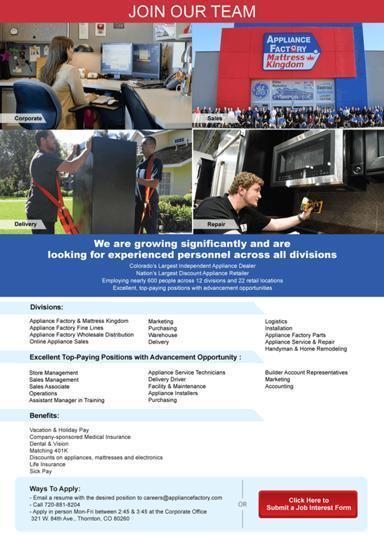 JOIN OUR TEAM
APPLIANCE
FACTORY
Mattress
Kingdom
Corporate
Sales
Delivery
Repair
We are growing significantly and are
looking for experienced personnel across all divisions
Colorado's Largest Independent Appliance Dealer
Nation's Largest Discount Appliance Retailer
Employing nearly 600 people across 12 divisions and 22 retail locations
Excellent, top-paying positions with advancement opportunities
Divisions:
Appliance Factory & Mattress Kingdom
Appliance Factory Fine Lines
Appliance Factory Wholesale Distribution
Online Appliance Sales
Marketing
Purchasing
Warehouse
Delivery
Logistics
Installation
Appliance Factory Parts
Appliance Service & Repair
Handyman & Home Remodeling
Excellent Top-Paying Positions with Advancement Opportunity :
Store Management
Sales Management
Sales Associate
Operations
Assistant Manager in Training
Appliance Service Technicians
Delivery Driver
Facility & Maintenance
Appliance Installers
Purchasing
Builder Account Representatives
Marketing
Accounting
Benefits:
Vacation & Holiday Pay
Company-sponsored Medical Insurance
Dental & Vision
Matching 401K
Discounts on appliances, mattresses and electronics
Life Insurance
Sick Pay
Ways To Apply:
- Email a resume with the desired position to careers@appliancefactory.com
- Call 720-881-8204
- Apply in person Mon-Fri between 2:45 & 3:45 at the Corporate Office
321 W. 84th Ave., Thornton, CO 80260
OR
Click Here to
Submit a Job Interest Form